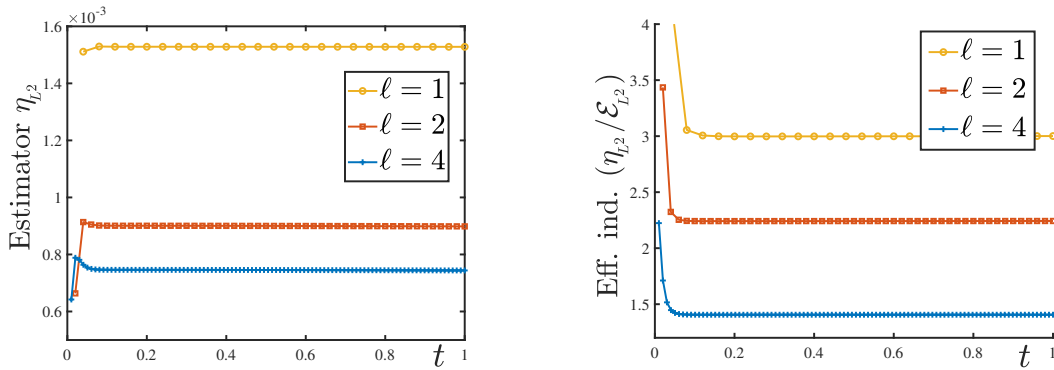 ×10⁻³
1.6
1.4
1.2
1
0.8
0.6
0
0.2
0.4
0.6
0.8
1
t
Estimator η_{L²}
ℓ = 1
ℓ = 2
ℓ = 4
4
3.5
3
2.5
2
1.5
0
0.2
0.4
0.6
0.8
1
t
Eff. ind. (η_{L²}/ℰ_{L²})
ℓ = 1
ℓ = 2
ℓ = 4